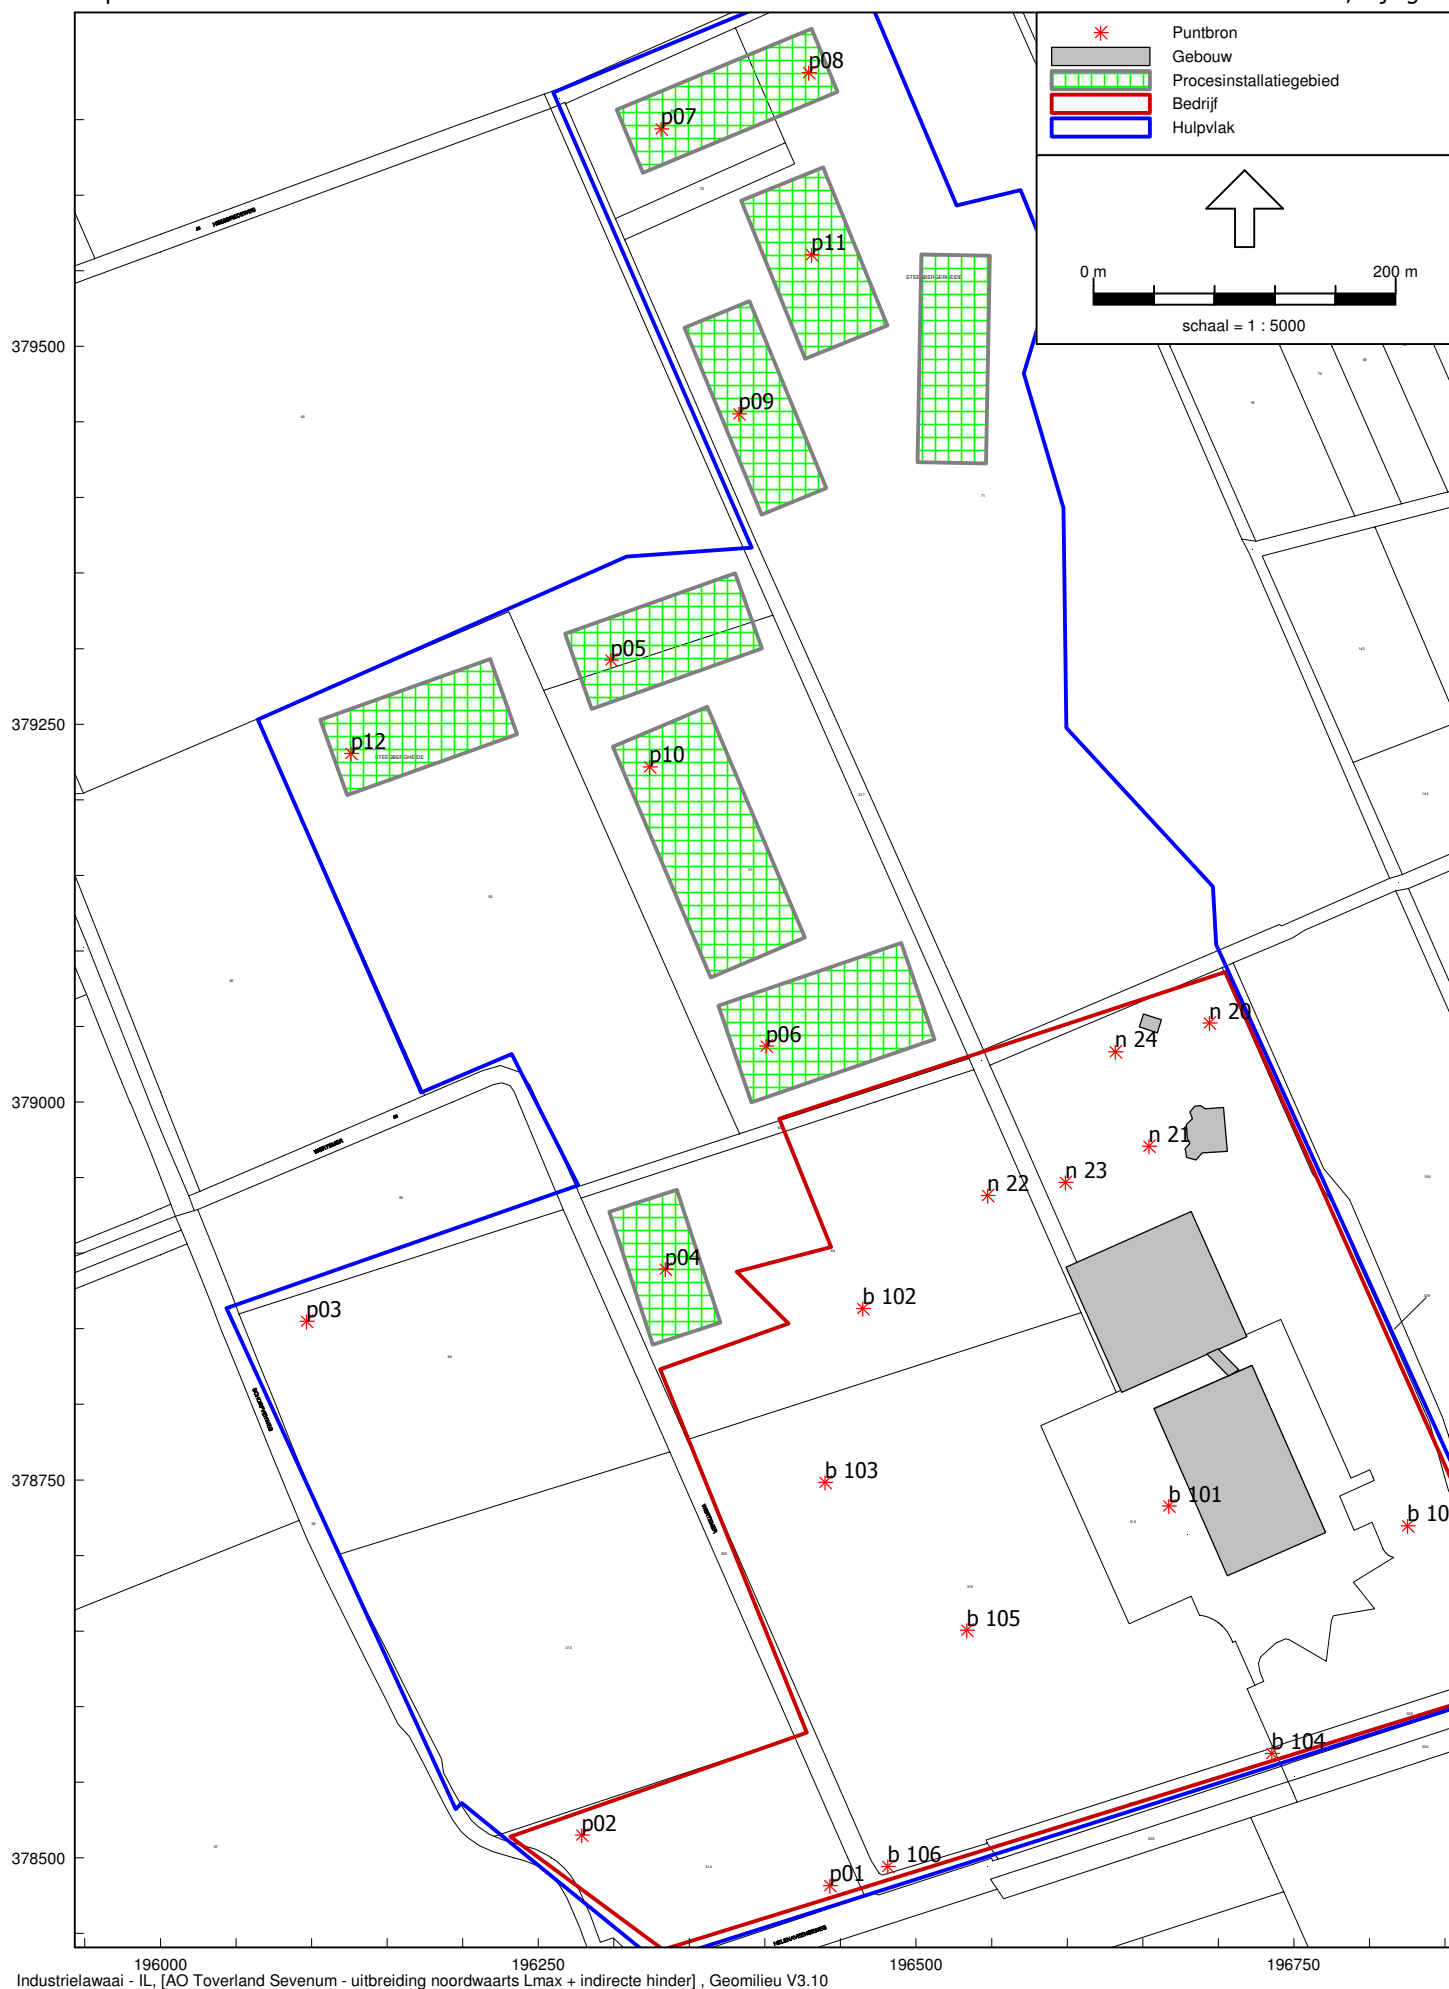 Puntbron
Gebouw
Procesinstallatiegebied
Bedrijf
Hulpvlak
0 m
200 m
schaal = 1 : 5000
p08
p07
p11
STEEGBERGERHEIDE
379500
p09
p05
379250
p12
STEEGBERGHEIDE
p10
n 20
n 24
p06
379000
n 21
n 23
n 22
p04
b 102
p03
b 103
378750
b 101
b 10
b 105
b 104
p02
b 106
p01
378500
196000
196250
196500
196750
Industrielawaai - IL, [AO Toverland Sevenum - uitbreiding noordwaarts Lmax + indirecte hinder] , Geomilieu V3.10